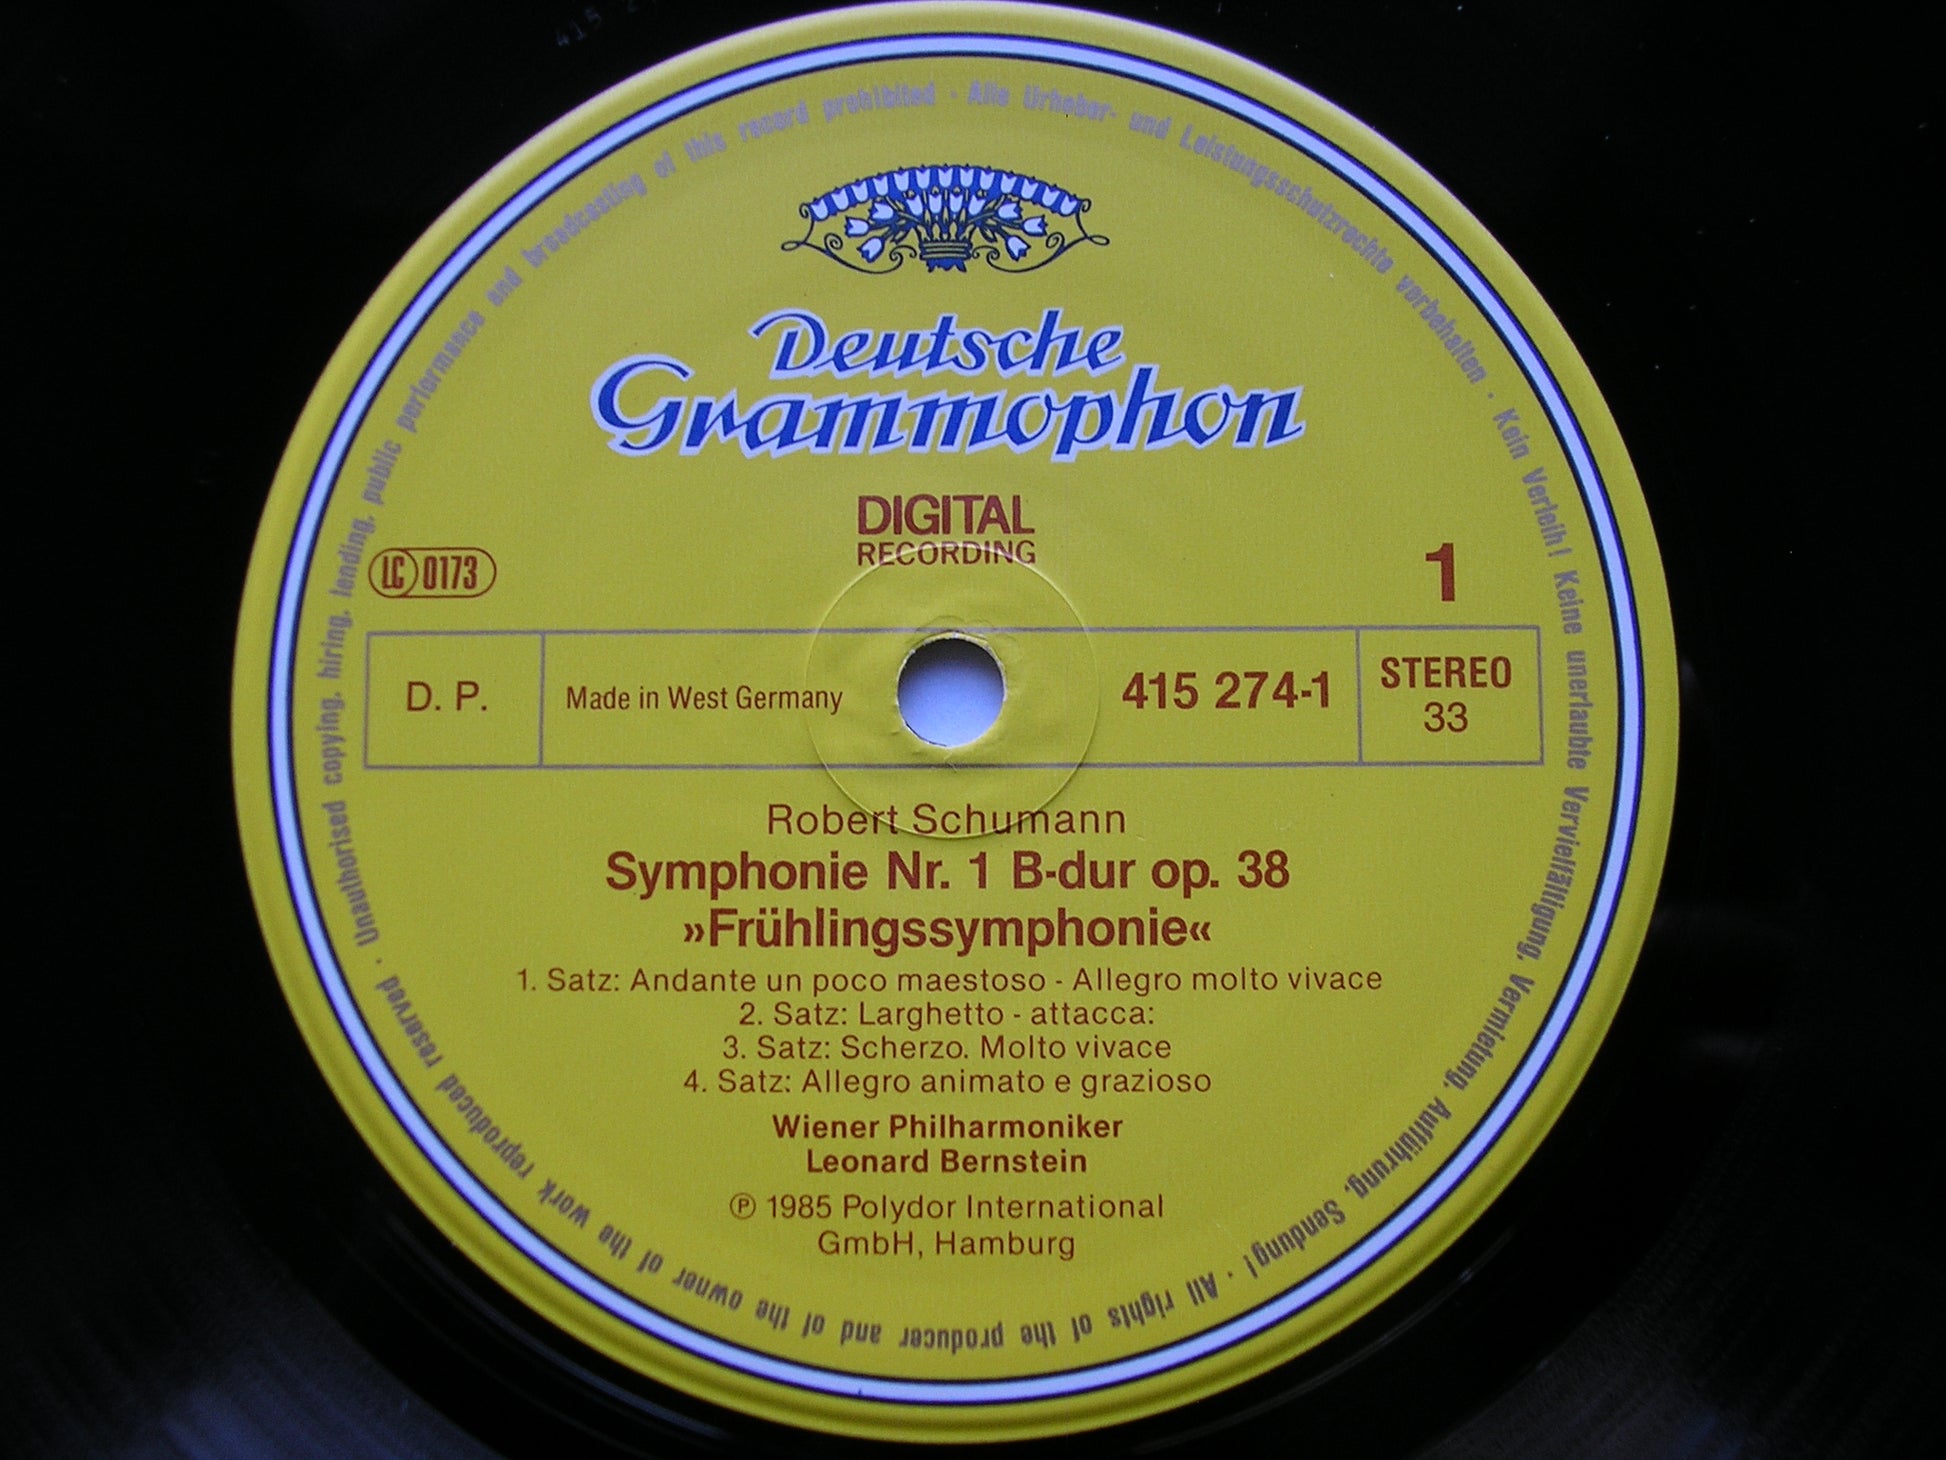 Deutsche
Grammophon
DIGITAL
RECORDING
LC 0173
1
D. P.
Made in West Germany
415 274-1
STEREO
33
Robert Schumann
Symphonie Nr. 1 B-dur op. 38
»Frühlingssymphonie«
1. Satz: Andante un poco maestoso - Allegro molto vivace
2. Satz: Larghetto - attacca:
3. Satz: Scherzo. Molto vivace
4. Satz: Allegro animato e grazioso
Wiener Philharmoniker
Leonard Bernstein
℗ 1985 Polydor International
GmbH, Hamburg
Alle Urheber- und Leistungsschutzrechte vorbehalten · Kein Verleih! Keine unerlaubte Vervielfältigung, Vermietung, Aufführung, Sendung! · All rights of the producer and of the owner of the work reproduced reserved · Unauthorised copying, hiring, lending, public performance and broadcasting of this record prohibited ·